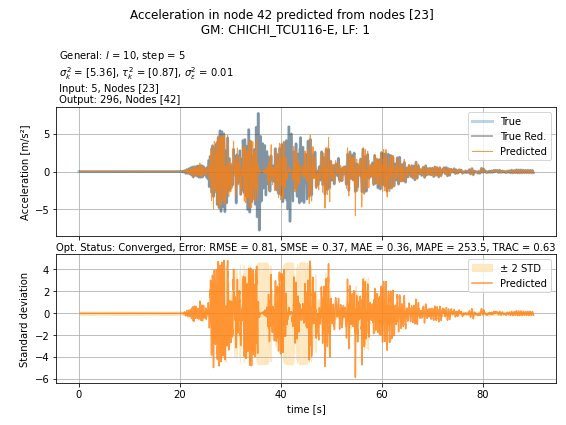 Acceleration in node 42 predicted from nodes [23]
GM: CHICHI_TCU116-E, LF: 1
General: l = 10, step = 5
σ²ₖ = [5.36], τ²ₖ = [0.87], σ²ε = 0.01
Input: 5, Nodes [23]
Output: 296, Nodes [42]
Acceleration [m/s²]
5
0
−5
True
True Red.
Predicted
Opt. Status: Converged, Error: RMSE = 0.81, SMSE = 0.37, MAE = 0.36, MAPE = 253.5, TRAC = 0.63
Standard deviation
4
2
0
−2
−4
−6
± 2 STD
Predicted
0 20 40 60 80
time [s]